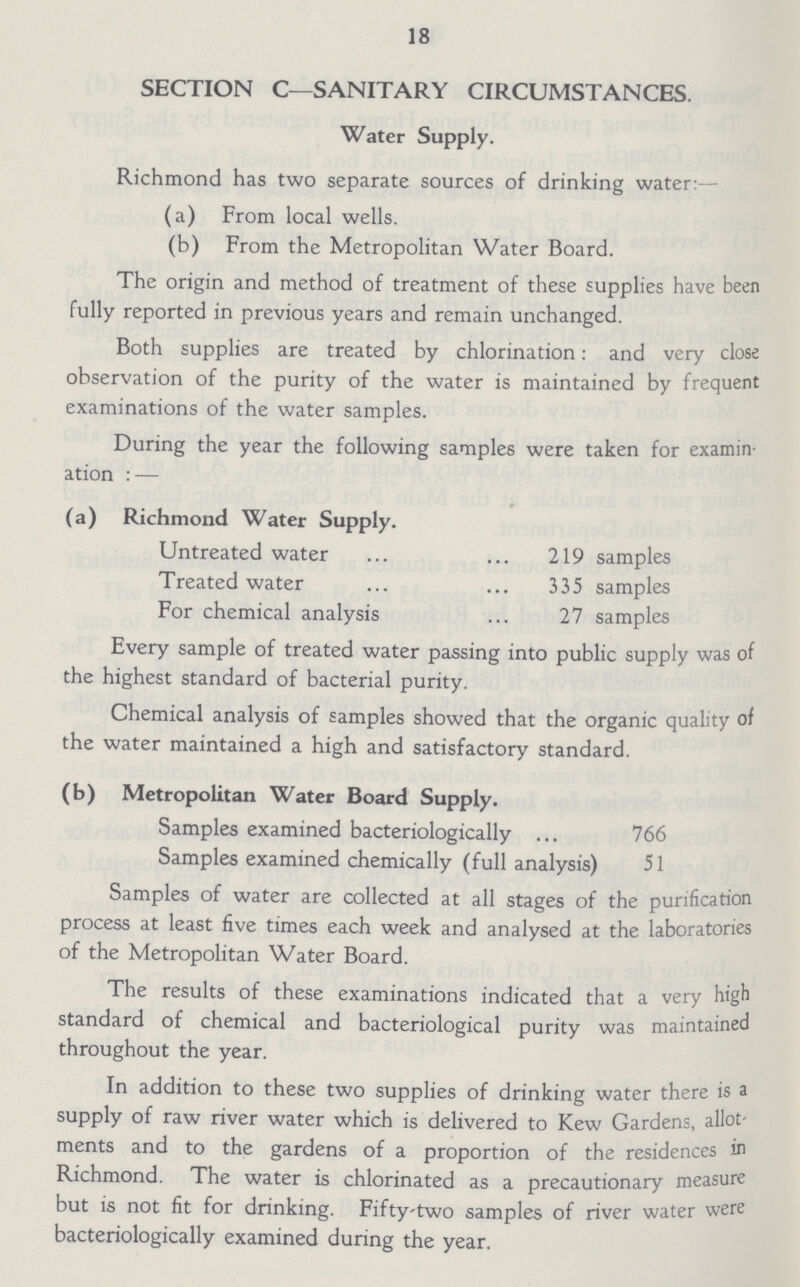 18
SECTION C—SANITARY CIRCUMSTANCES.
Water Supply.
Richmond has two separate sources of drinking water:—
(a) From local wells.
(b) From the Metropolitan Water Board.
The origin and method of treatment of these supplies have been
fully reported in previous years and remain unchanged.
Both supplies are treated by chlorination: and very close
observation of the purity of the water is maintained by frequent
examinations of the water samples.
During the year the following samples were taken for examin-
ation :—
(a) Richmond Water Supply.
Untreated water ... ... 219 samples
Treated water ... ... 335 samples
For chemical analysis ... 27 samples
Every sample of treated water passing into public supply was of
the highest standard of bacterial purity.
Chemical analysis of samples showed that the organic quality of
the water maintained a high and satisfactory standard.
(b) Metropolitan Water Board Supply.
Samples examined bacteriologically ... 766
Samples examined chemically (full analysis) 51
Samples of water are collected at all stages of the purification
process at least five times each week and analysed at the laboratories
of the Metropolitan Water Board.
The results of these examinations indicated that a very high
standard of chemical and bacteriological purity was maintained
throughout the year.
In addition to these two supplies of drinking water there is a
supply of raw river water which is delivered to Kew Gardens, allot-
ments and to the gardens of a proportion of the residences in
Richmond. The water is chlorinated as a precautionary measure
but is not fit for drinking. Fifty-two samples of river water were
bacteriologically examined during the year.